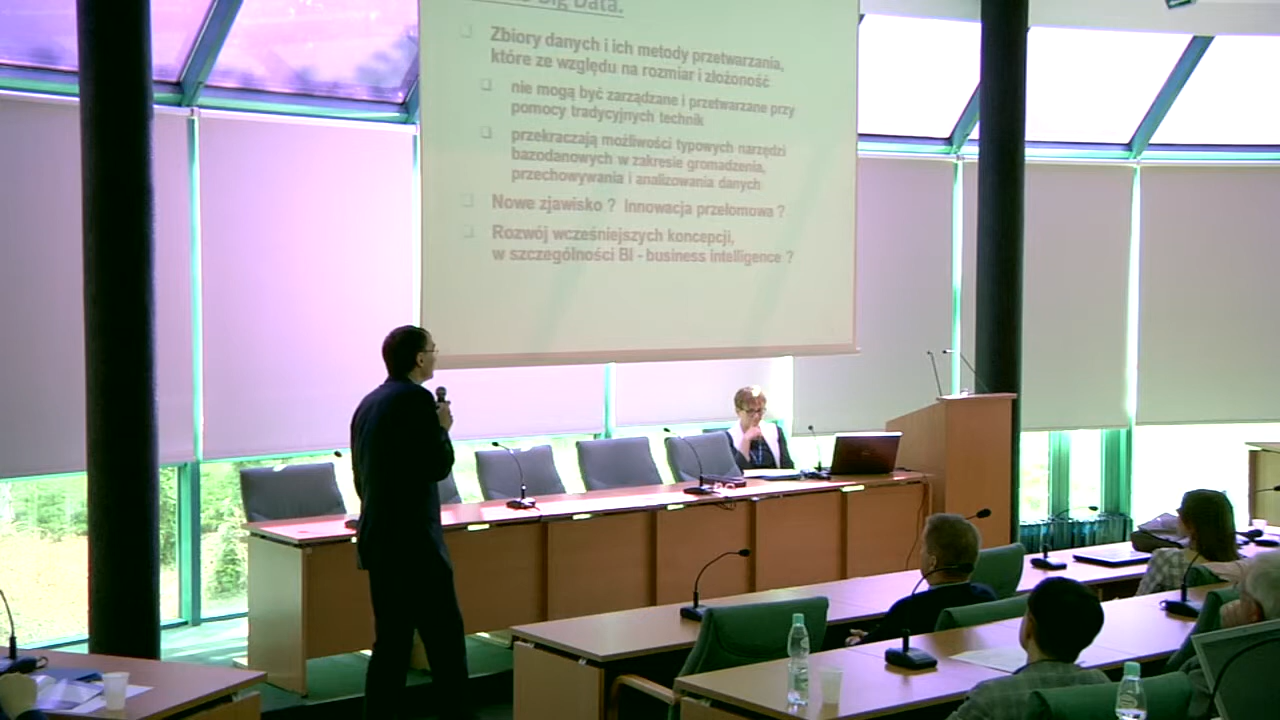 Big Data.
Zbiory danych i ich metody przetwarzania,
które ze względu na rozmiar i złożoność
nie mogą być zarządzane i przetwarzane przy
pomocy tradycyjnych technik
przekraczają możliwości typowych narzędzi
bazodanowych w zakresie gromadzenia,
przechowywania i analizowania danych
Nowe zjawisko ? Innowacja przełomowa ?
Rozwój wcześniejszych koncepcji,
w szczególności BI - business intelligence ?